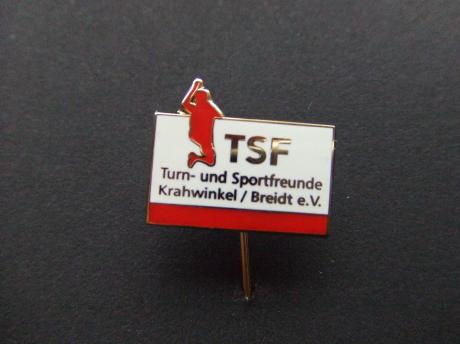 TSF
Turn- und Sportfreunde
Krahwinkel / Breidt e.V.